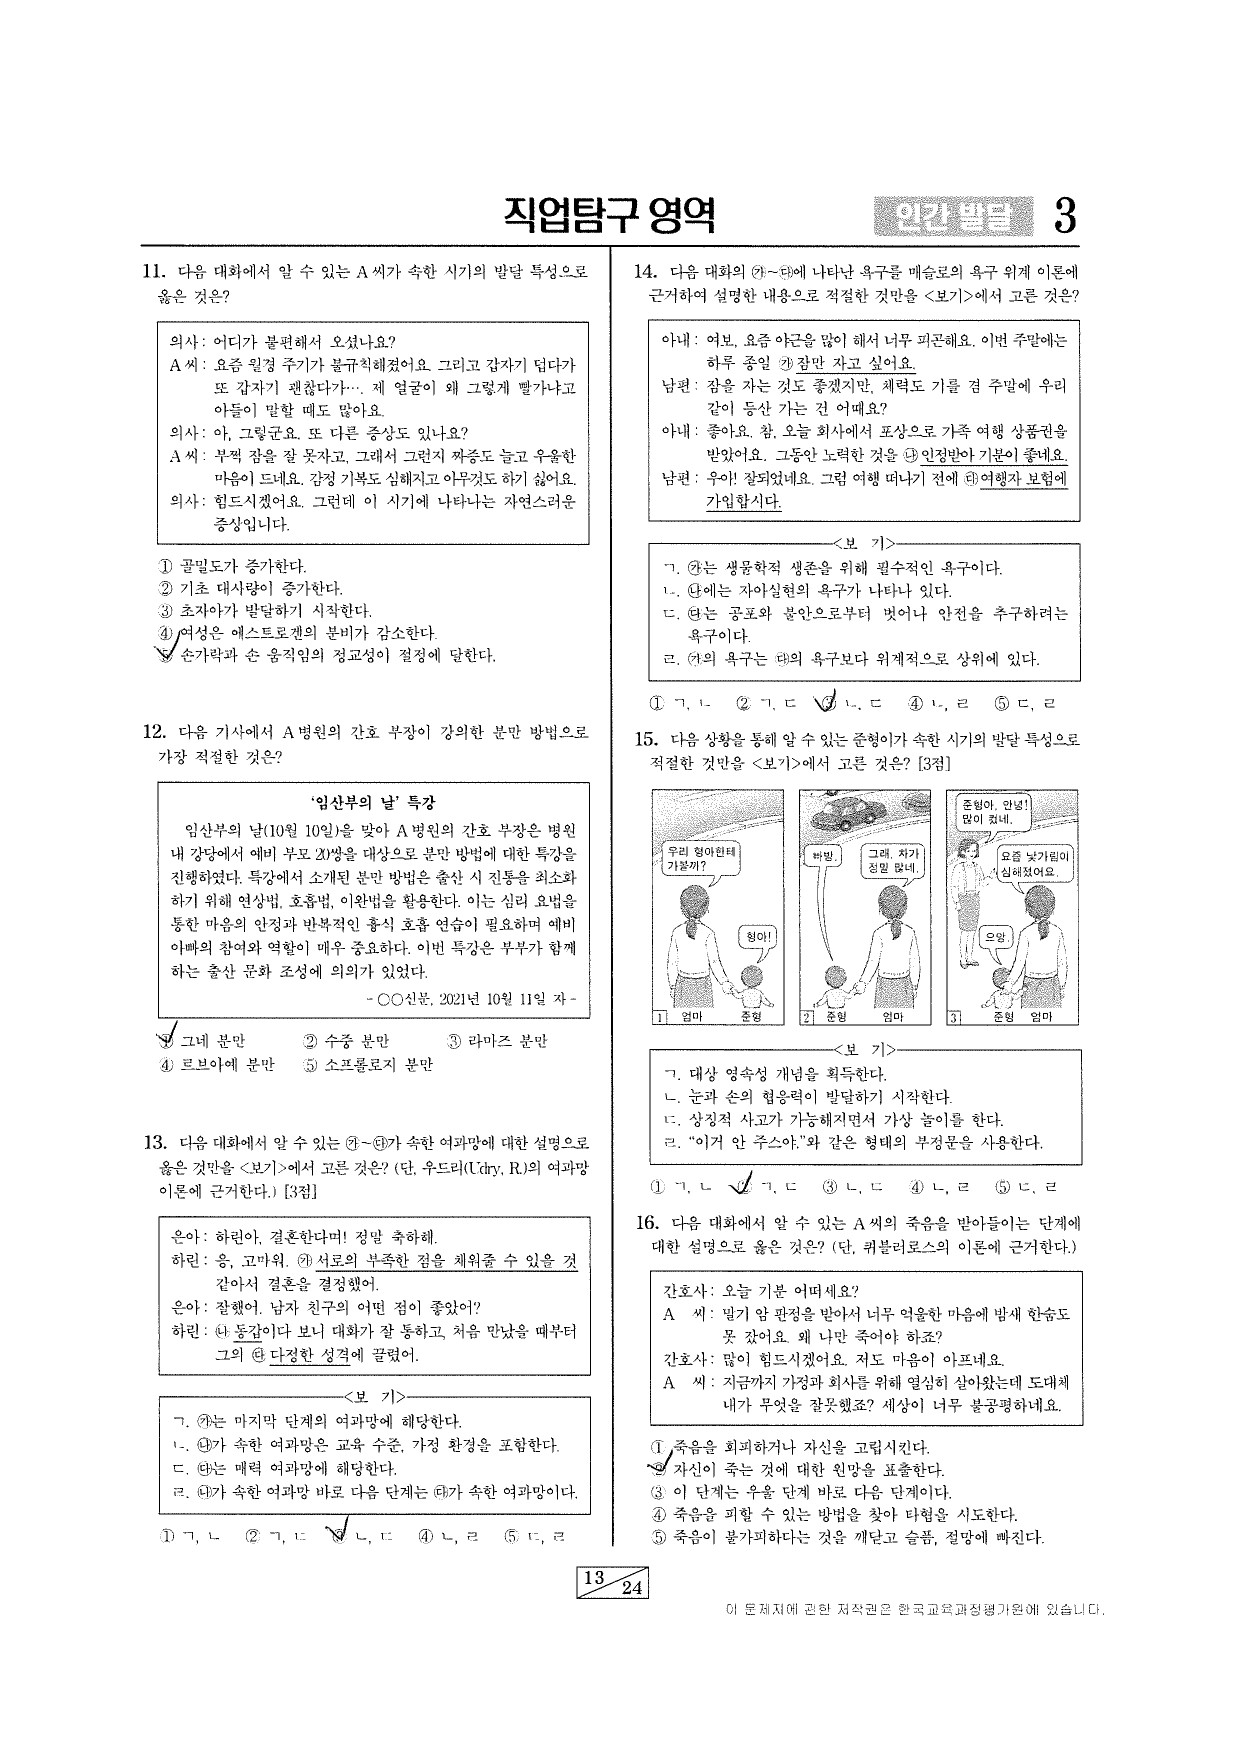 직업탐구 영역
인간 발달 3
11. 다음 대화에서 알 수 있는 A 씨가 속한 시기의 발달 특성으로
옳은 것은?
의사 : 어디가 불편해서 오셨나요?
A 씨 : 요즘 월경 주기가 불규칙해졌어요. 그리고 갑자기 덥다가
또 갑자기 괜찮다가…. 제 얼굴이 왜 그렇게 빨가냐고
아들이 말할 때도 많아요.
의사 : 아, 그렇군요. 또 다른 증상도 있나요?
A 씨 : 부쩍 잠을 잘 못자고, 그래서 그런지 짜증도 늘고 우울한
마음이 드네요. 감정 기복도 심해지고 아무것도 하기 싫어요.
의사 : 힘드시겠어요. 그런데 이 시기에 나타나는 자연스러운
증상입니다.
① 골밀도가 증가한다.
② 기초 대사량이 증가한다.
③ 초자아가 발달하기 시작한다.
④ 여성은 에스트로겐의 분비가 감소한다.
⑤ 손가락과 손 움직임의 정교성이 절정에 달한다.
12. 다음 기사에서 A 병원의 간호 부장이 강의한 분만 방법으로
가장 적절한 것은?
‘임산부의 날’ 특강
임산부의 날(10월 10일)을 맞아 A 병원의 간호 부장은 병원
내 강당에서 예비 부모 20쌍을 대상으로 분만 방법에 대한 특강을
진행하였다. 특강에서 소개된 분만 방법은 출산 시 진통을 최소화
하기 위해 연상법, 호흡법, 이완법을 활용한다. 이는 심리 요법을
통한 마음의 안정과 반복적인 흉식 호흡 연습이 필요하며 예비
아빠의 참여와 역할이 매우 중요하다. 이번 특강은 부부가 함께
하는 출산 문화 조성에 의의가 있었다.
- ○○신문, 2021년 10월 11일 자 -
① 그네 분만 ② 수중 분만 ③ 라마즈 분만
④ 르브아예 분만 ⑤ 소프롤로지 분만
13. 다음 대화에서 알 수 있는 ㉮~㉰가 속한 여과망에 대한 설명으로
옳은 것만을 <보기>에서 고른 것은? (단, 우드리(Udry, R.)의 여과망
이론에 근거한다.) [3점]
은아 : 하린아, 결혼한다며! 정말 축하해.
하린 : 응, 고마워. ㉮ 서로의 부족한 점을 채워줄 수 있을 것
같아서 결혼을 결정했어.
은아 : 잘했어. 남자 친구의 어떤 점이 좋았어?
하린 : ㉯ 동갑이다 보니 대화가 잘 통하고, 처음 만났을 때부터
그의 ㉰ 다정한 성격에 끌렸어.
<보 기>
ㄱ. ㉮는 마지막 단계의 여과망에 해당한다.
ㄴ. ㉯가 속한 여과망은 교육 수준, 가정 환경을 포함한다.
ㄷ. ㉰는 매력 여과망에 해당한다.
ㄹ. ㉯가 속한 여과망 바로 다음 단계는 ㉰가 속한 여과망이다.
① ㄱ, ㄴ ② ㄱ, ㄷ ③ ㄴ, ㄷ ④ ㄴ, ㄹ ⑤ ㄷ, ㄹ
14. 다음 대화의 ㉮~㉰에 나타난 욕구를 매슬로의 욕구 위계 이론에
근거하여 설명한 내용으로 적절한 것만을 <보기>에서 고른 것은?
아내 : 여보, 요즘 야근을 많이 해서 너무 피곤해요. 이번 주말에는
하루 종일 ㉮ 잠만 자고 싶어요.
남편 : 잠을 자는 것도 좋겠지만, 체력도 기를 겸 주말에 우리
같이 등산 가는 건 어때요?
아내 : 좋아요. 참, 오늘 회사에서 포상으로 가족 여행 상품권을
받았어요. 그동안 노력한 것을 ㉯ 인정받아 기분이 좋네요.
남편 : 우아! 잘되었네요. 그럼 여행 떠나기 전에 ㉰ 여행자 보험에
가입합시다.
<보 기>
ㄱ. ㉮는 생물학적 생존을 위해 필수적인 욕구이다.
ㄴ. ㉯에는 자아실현의 욕구가 나타나 있다.
ㄷ. ㉰는 공포와 불안으로부터 벗어나 안전을 추구하려는
욕구이다.
ㄹ. ㉮의 욕구는 ㉰의 욕구보다 위계적으로 상위에 있다.
① ㄱ, ㄴ ② ㄱ, ㄷ ③ ㄴ, ㄷ ④ ㄴ, ㄹ ⑤ ㄷ, ㄹ
15. 다음 상황을 통해 알 수 있는 준형이가 속한 시기의 발달 특성으로
적절한 것만을 <보기>에서 고른 것은? [3점]
우리 형아한테
가볼까?
형아!
1 엄마 준형
빠방.
그래. 차가
정말 많네.
2 준형 엄마
준형아, 안녕!
많이 컸네.
요즘 낯가림이
심해졌어요.
으앙.
3 준형 엄마
<보 기>
ㄱ. 대상 영속성 개념을 획득한다.
ㄴ. 눈과 손의 협응력이 발달하기 시작한다.
ㄷ. 상징적 사고가 가능해지면서 가상 놀이를 한다.
ㄹ. “이거 안 주스야.”와 같은 형태의 부정문을 사용한다.
① ㄱ, ㄴ ② ㄱ, ㄷ ③ ㄴ, ㄷ ④ ㄴ, ㄹ ⑤ ㄷ, ㄹ
16. 다음 대화에서 알 수 있는 A 씨의 죽음을 받아들이는 단계에
대한 설명으로 옳은 것은? (단, 퀴블러로스의 이론에 근거한다.)
간호사 : 오늘 기분 어떠세요?
A 씨 : 말기 암 판정을 받아서 너무 억울한 마음에 밤새 한숨도
못 잤어요. 왜 나만 죽어야 하죠?
간호사 : 많이 힘드시겠어요. 저도 마음이 아프네요.
A 씨 : 지금까지 가정과 회사를 위해 열심히 살아왔는데 도대체
내가 무엇을 잘못했죠? 세상이 너무 불공평하네요.
① 죽음을 회피하거나 자신을 고립시킨다.
② 자신이 죽는 것에 대한 원망을 표출한다.
③ 이 단계는 우울 단계 바로 다음 단계이다.
④ 죽음을 피할 수 있는 방법을 찾아 타협을 시도한다.
⑤ 죽음이 불가피하다는 것을 깨닫고 슬픔, 절망에 빠진다.
13 24
이 문제지에 관한 저작권은 한국교육과정평가원에 있습니다.